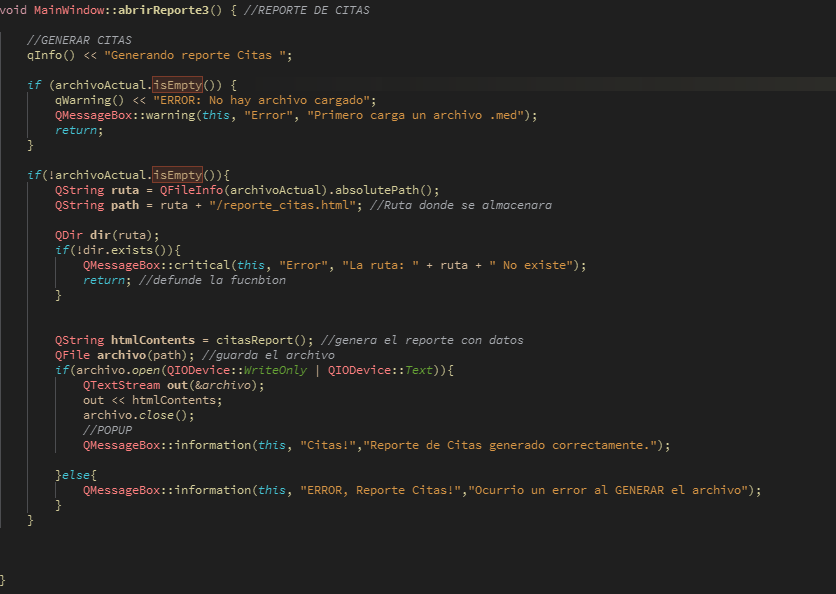 void MainWindow::abrirReporte3() { //REPORTE DE CITAS
//GENERAR CITAS
qInfo() << "Generando reporte Citas ";
if (archivoActual.isEmpty()) {
qWarning() << "ERROR: No hay archivo cargado";
QMessageBox::warning(this, "Error", "Primero carga un archivo .med");
return;
}
if(!archivoActual.isEmpty()){
QString ruta = QFileInfo(archivoActual).absolutePath();
QString path = ruta + "/reporte_citas.html"; //Ruta donde se almacenara
QDir dir(ruta);
if(!dir.exists()){
QMessageBox::critical(this, "Error", "La ruta: " + ruta + " No existe");
return; //defunde la fucnbion
}
QString htmlContents = citasReport(); //genera el reporte con datos
QFile archivo(path); //guarda el archivo
if(archivo.open(QIODevice::WriteOnly | QIODevice::Text)){
QTextStream out(&archivo);
out << htmlContents;
archivo.close();
//POPUP
QMessageBox::information(this, "Citas!","Reporte de Citas generado correctamente.");
}else{
QMessageBox::information(this, "ERROR, Reporte Citas!","Ocurrio un error al GENERAR el archivo");
}
}
}